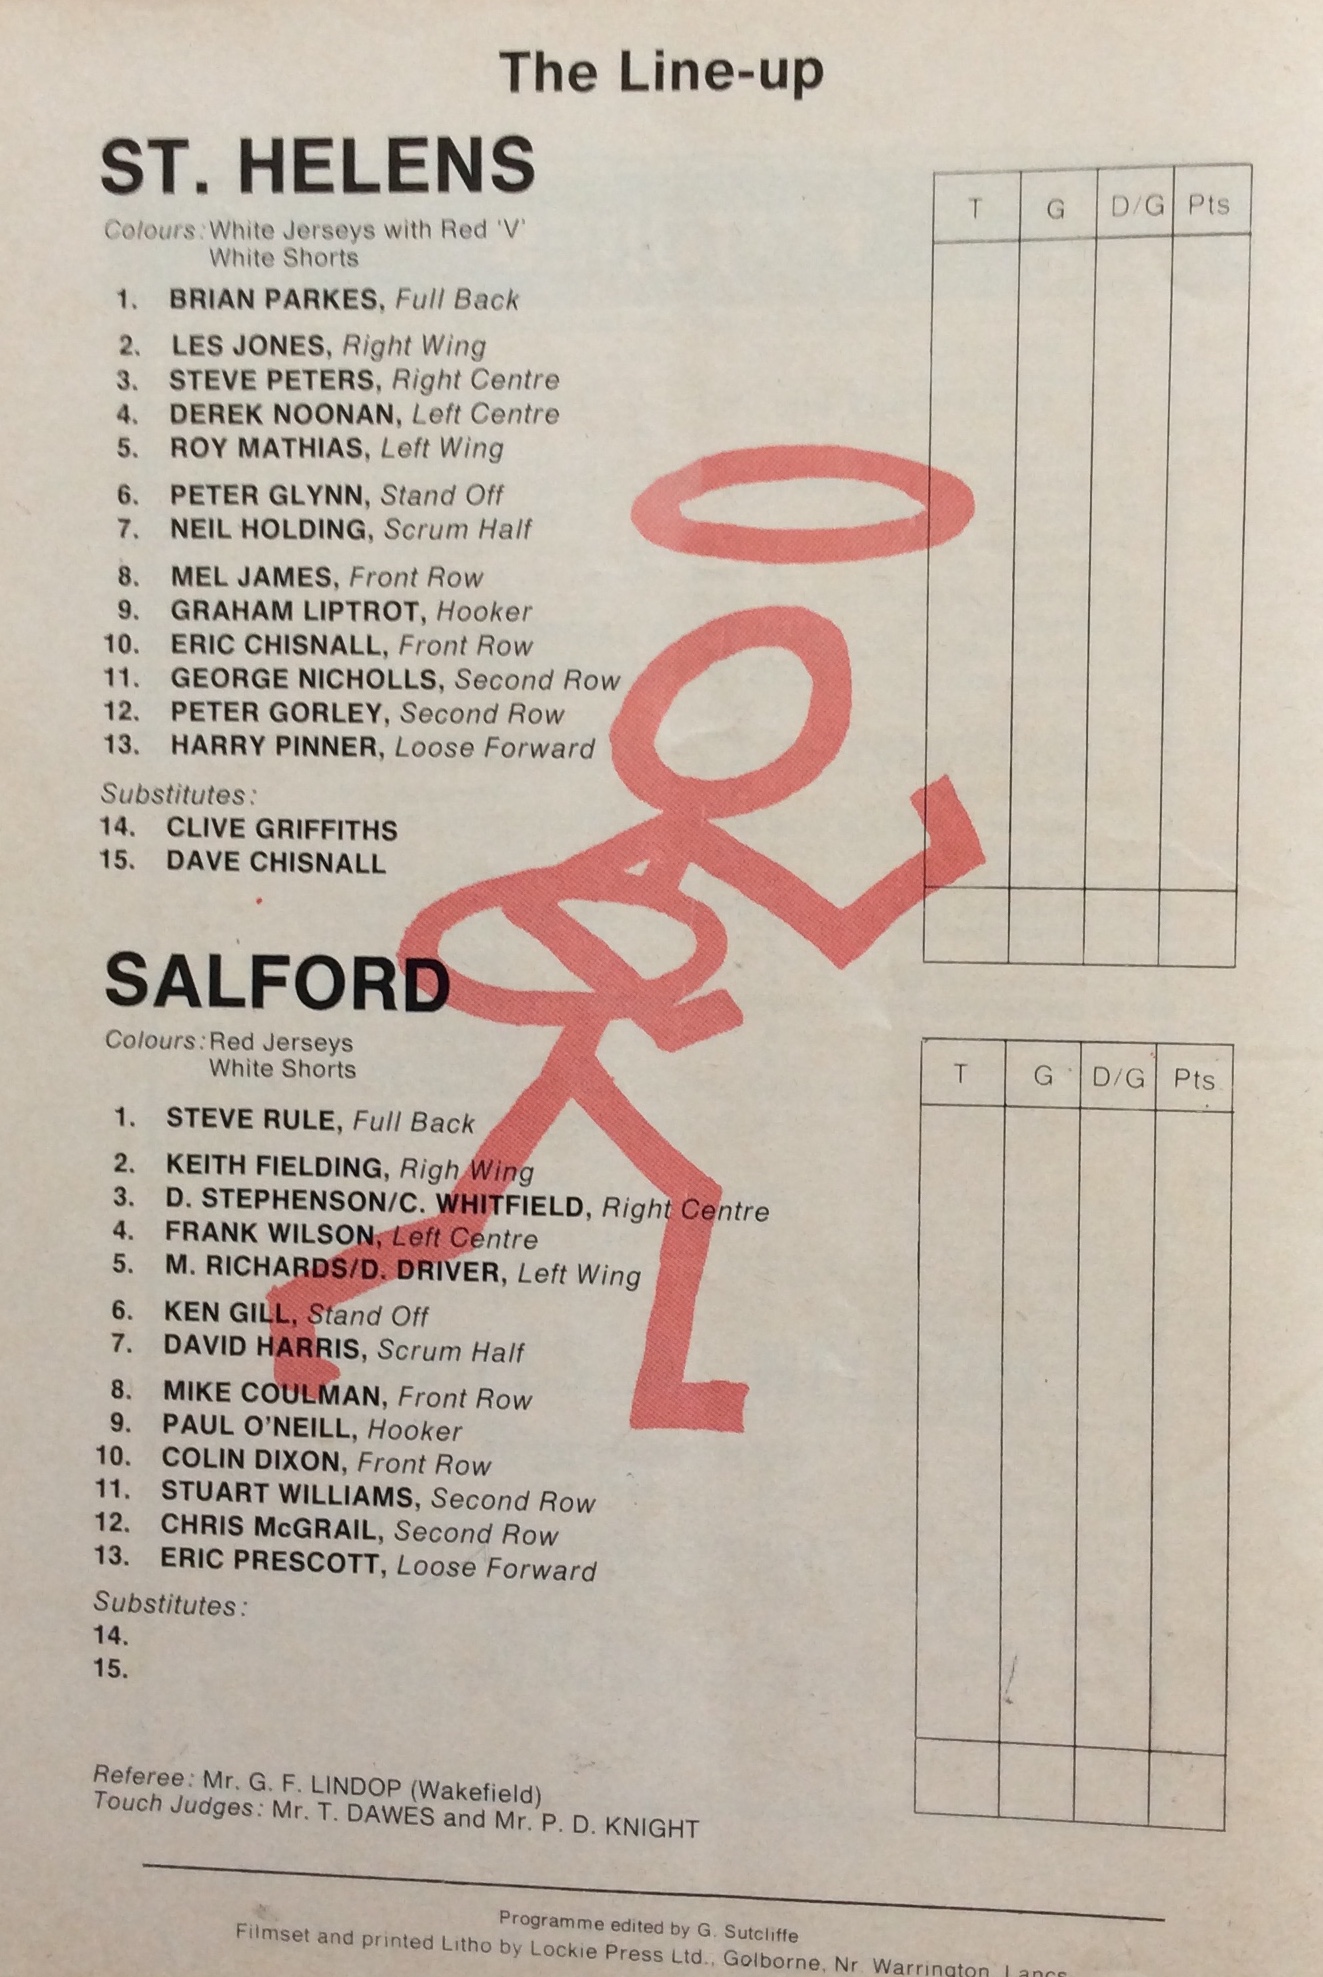 The Line-up
ST. HELENS
Colours: White Jerseys with Red 'V'
White Shorts
T G D/G Pts
1. BRIAN PARKES, Full Back
2. LES JONES, Right Wing
3. STEVE PETERS, Right Centre
4. DEREK NOONAN, Left Centre
5. ROY MATHIAS, Left Wing
6. PETER GLYNN, Stand Off
7. NEIL HOLDING, Scrum Half
8. MEL JAMES, Front Row
9. GRAHAM LIPTROT, Hooker
10. ERIC CHISNALL, Front Row
11. GEORGE NICHOLLS, Second Row
12. PETER GORLEY, Second Row
13. HARRY PINNER, Loose Forward
Substitutes:
14. CLIVE GRIFFITHS
15. DAVE CHISNALL
SALFORD
Colours: Red Jerseys
White Shorts
T G D/G Pts
1. STEVE RULE, Full Back
2. KEITH FIELDING, Righ Wing
3. D. STEPHENSON/C. WHITFIELD, Right Centre
4. FRANK WILSON, Left Centre
5. M. RICHARDS/D. DRIVER, Left Wing
6. KEN GILL, Stand Off
7. DAVID HARRIS, Scrum Half
8. MIKE COULMAN, Front Row
9. PAUL O'NEILL, Hooker
10. COLIN DIXON, Front Row
11. STUART WILLIAMS, Second Row
12. CHRIS McGRAIL, Second Row
13. ERIC PRESCOTT, Loose Forward
Substitutes:
14.
15.
Referee: Mr. G. F. LINDOP (Wakefield)
Touch Judges: Mr. T. DAWES and Mr. P. D. KNIGHT
Programme edited by G. Sutcliffe
Filmset and printed Litho by Lockie Press Ltd., Golborne, Nr. Warrington, Lancs